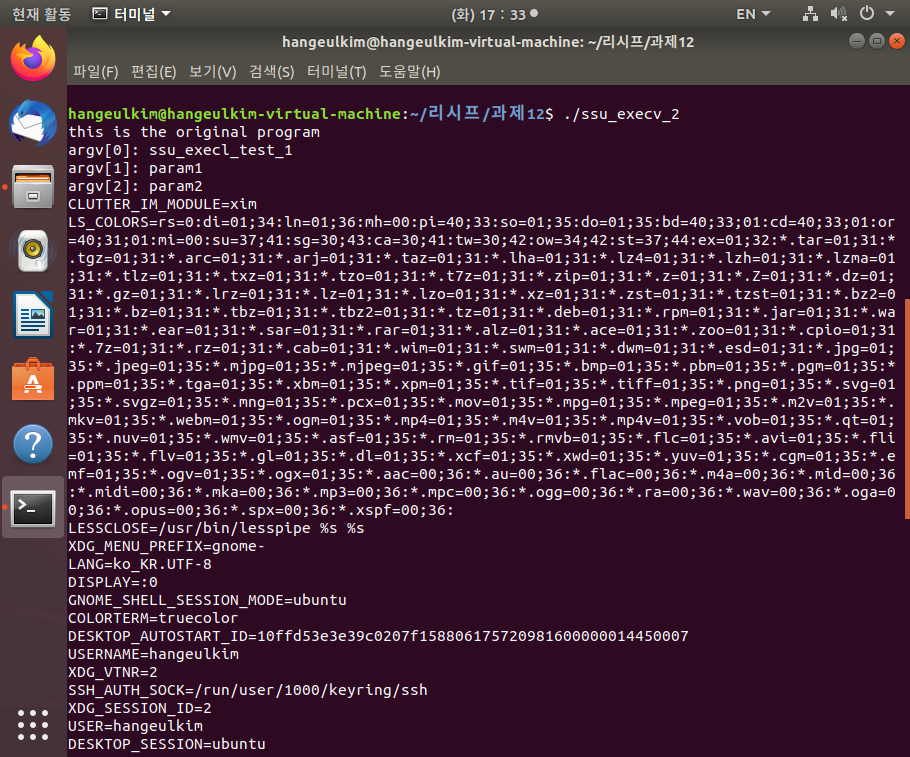 현재 활동 터미널 (화) 17 : 33 EN
hangeulkim@hangeulkim-virtual-machine: ~/리시프/과제12
파일(F) 편집(E) 보기(V) 검색(S) 터미널(T) 도움말(H)
hangeulkim@hangeulkim-virtual-machine:~/리시프/과제12$ ./ssu_execv_2
this is the original program
argv[0]: ssu_execl_test_1
argv[1]: param1
argv[2]: param2
CLUTTER_IM_MODULE=xim
LS_COLORS=rs=0:di=01;34:ln=01;36:mh=00:pi=40;33:so=01;35:do=01;35:bd=40;33;01:cd=40;33;01:or
=40;31;01:mi=00:su=37;41:sg=30;43:ca=30;41:tw=30;42:ow=34;42:st=37;44:ex=01;32:*.tar=01;31:*
.tgz=01;31:*.arc=01;31:*.arj=01;31:*.taz=01;31:*.lha=01;31:*.lz4=01;31:*.lzh=01;31:*.lzma=01
;31:*.tlz=01;31:*.txz=01;31:*.tzo=01;31:*.t7z=01;31:*.zip=01;31:*.z=01;31:*.Z=01;31:*.dz=01;
31:*.gz=01;31:*.lrz=01;31:*.lz=01;31:*.lzo=01;31:*.xz=01;31:*.zst=01;31:*.tzst=01;31:*.bz2=0
1;31:*.bz=01;31:*.tbz=01;31:*.tbz2=01;31:*.tz=01;31:*.deb=01;31:*.rpm=01;31:*.jar=01;31:*.wa
r=01;31:*.ear=01;31:*.sar=01;31:*.rar=01;31:*.alz=01;31:*.ace=01;31:*.zoo=01;31:*.cpio=01;31
:*.7z=01;31:*.rz=01;31:*.cab=01;31:*.wim=01;31:*.swm=01;31:*.dwm=01;31:*.esd=01;31:*.jpg=01;
35:*.jpeg=01;35:*.mjpg=01;35:*.mjpeg=01;35:*.gif=01;35:*.bmp=01;35:*.pbm=01;35:*.pgm=01;35:*
.ppm=01;35:*.tga=01;35:*.xbm=01;35:*.xpm=01;35:*.tif=01;35:*.tiff=01;35:*.png=01;35:*.svg=01
;35:*.svgz=01;35:*.mng=01;35:*.pcx=01;35:*.mov=01;35:*.mpg=01;35:*.mpeg=01;35:*.m2v=01;35:*.
mkv=01;35:*.webm=01;35:*.ogm=01;35:*.mp4=01;35:*.m4v=01;35:*.mp4v=01;35:*.vob=01;35:*.qt=01;
35:*.nuv=01;35:*.wmv=01;35:*.asf=01;35:*.rm=01;35:*.rmvb=01;35:*.flc=01;35:*.avi=01;35:*.fli
=01;35:*.flv=01;35:*.gl=01;35:*.dl=01;35:*.xcf=01;35:*.xwd=01;35:*.yuv=01;35:*.cgm=01;35:*.e
mf=01;35:*.ogv=01;35:*.ogx=01;35:*.aac=00;36:*.au=00;36:*.flac=00;36:*.m4a=00;36:*.mid=00;36
:*.midi=00;36:*.mka=00;36:*.mp3=00;36:*.mpc=00;36:*.ogg=00;36:*.ra=00;36:*.wav=00;36:*.oga=0
0;36:*.opus=00;36:*.spx=00;36:*.xspf=00;36:
LESSCLOSE=/usr/bin/lesspipe %s %s
XDG_MENU_PREFIX=gnome-
LANG=ko_KR.UTF-8
DISPLAY=:0
GNOME_SHELL_SESSION_MODE=ubuntu
COLORTERM=truecolor
DESKTOP_AUTOSTART_ID=10ffd53e3e39c0207f158806175720981600000014450007
USERNAME=hangeulkim
XDG_VTNR=2
SSH_AUTH_SOCK=/run/user/1000/keyring/ssh
XDG_SESSION_ID=2
USER=hangeulkim
DESKTOP_SESSION=ubuntu